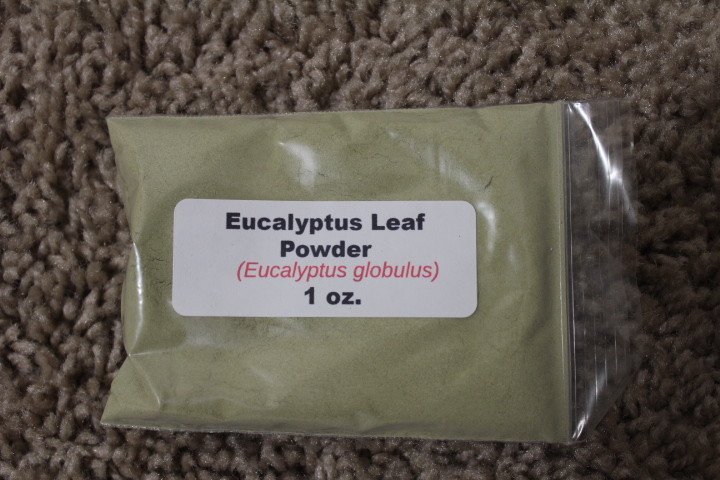 Eucalyptus Leaf
Powder
(Eucalyptus globulus)
1 oz.